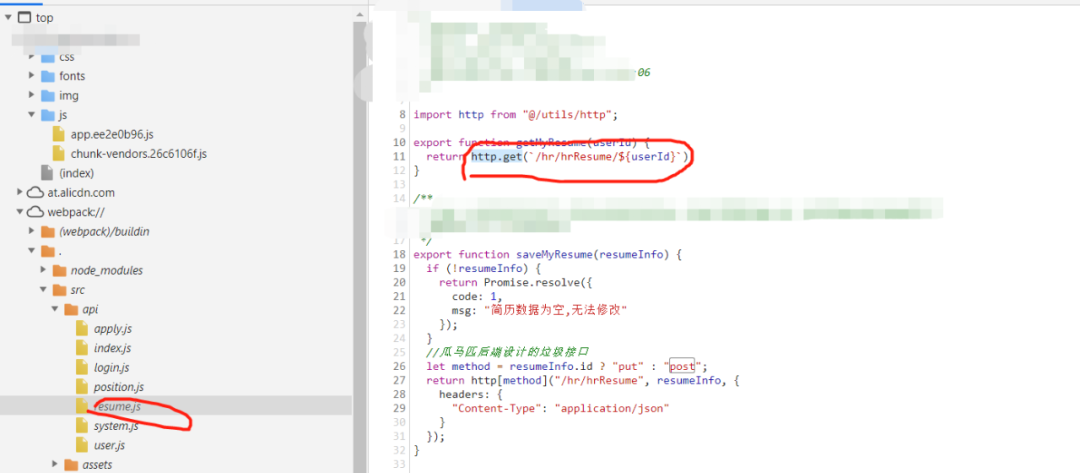 top
css
fonts
img
js
app.ee2e0b96.js
chunk-vendors.26c6106f.js
(index)
at.alicdn.com
webpack://
(webpack)/buildin
.
node_modules
src
api
apply.js
index.js
login.js
position.js
resume.js
system.js
user.js
assets
06
8 import http from "@/utils/http";
9
10 export function getMyResume(userId) {
11 return http.get(`/hr/hrResume/${userId}`)
12 }
13
14 /**
17 */
18 export function saveMyResume(resumeInfo) {
19 if (!resumeInfo) {
20 return Promise.resolve({
21 code: 1,
22 msg: "简历数据为空,无法修改"
23 });
24 }
25 //瓜马匹后端设计的垃圾接口
26 let method = resumeInfo.id ? "put" : "post";
27 return http[method]("/hr/hrResume", resumeInfo, {
28 headers: {
29 "Content-Type": "application/json"
30 }
31 });
32 }
33